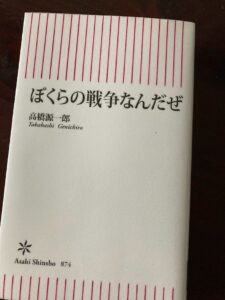 ぼくらの戦争なんだぜ
高橋源一郎
Takahashi Genichiro
Asahi Shinsho 874